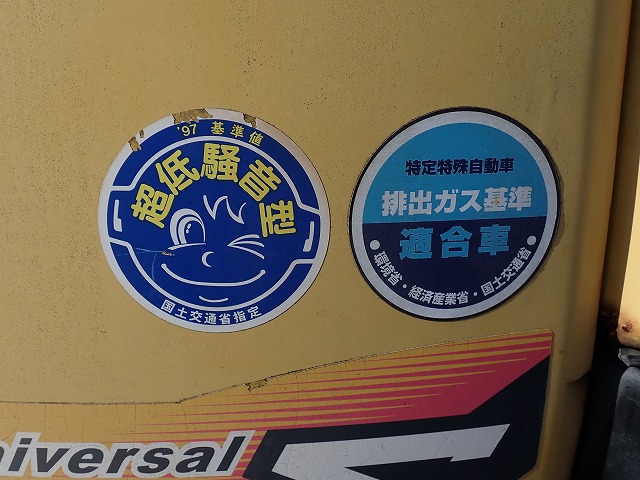 '97 基準値
超低騒音型
国土交通省指定
特定特殊自動車
排出ガス基準
適合車
・環境省・経済産業省・国土交通省・
niversal